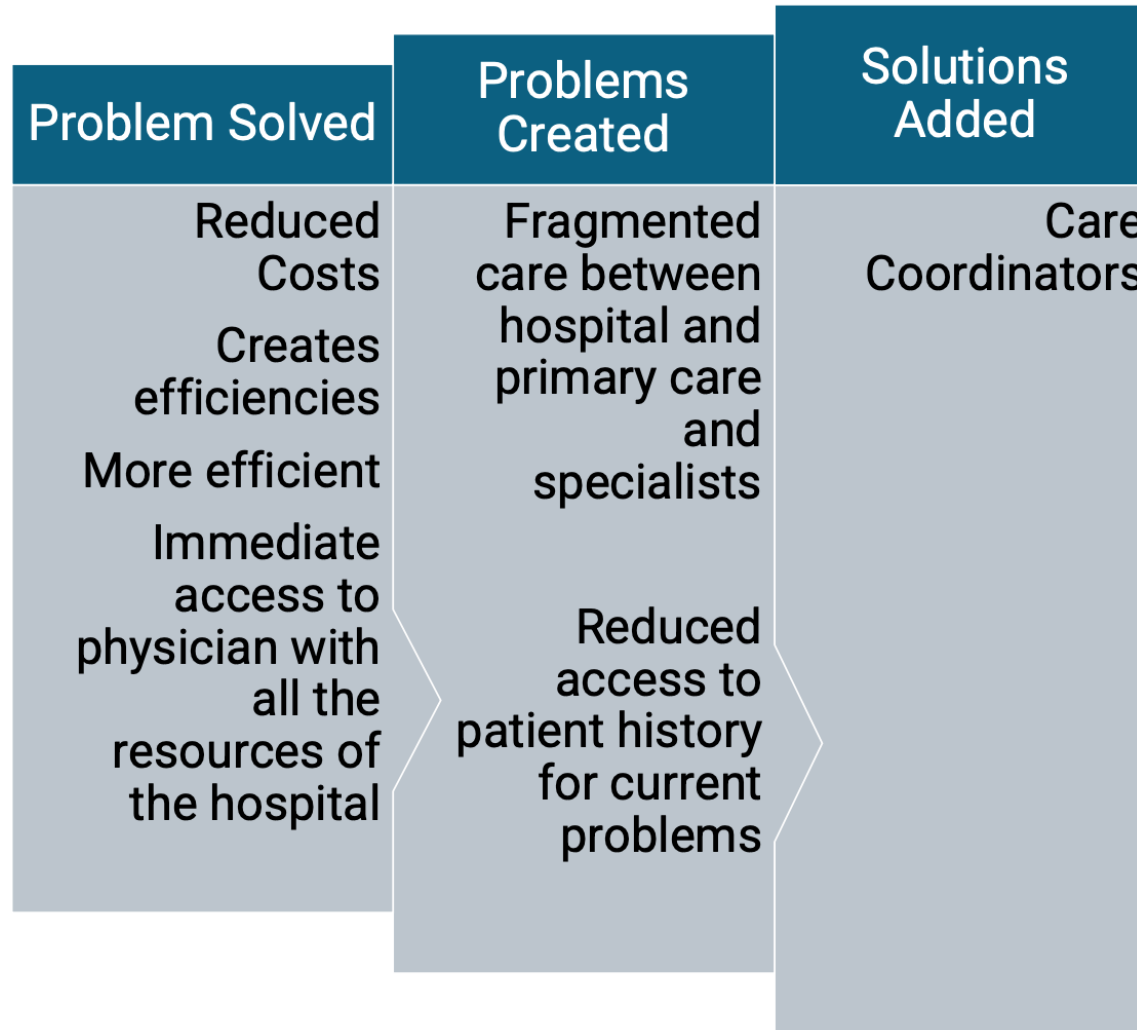 Problem Solved
Reduced
Costs
Creates
efficiencies
More efficient
Immediate
access to
physician with
all the
resources of
the hospital
Problems
Created
Fragmented
care between
hospital and
primary care
and
specialists
Reduced
access to
patient history
for current
problems
Solutions
Added
Care
Coordinators